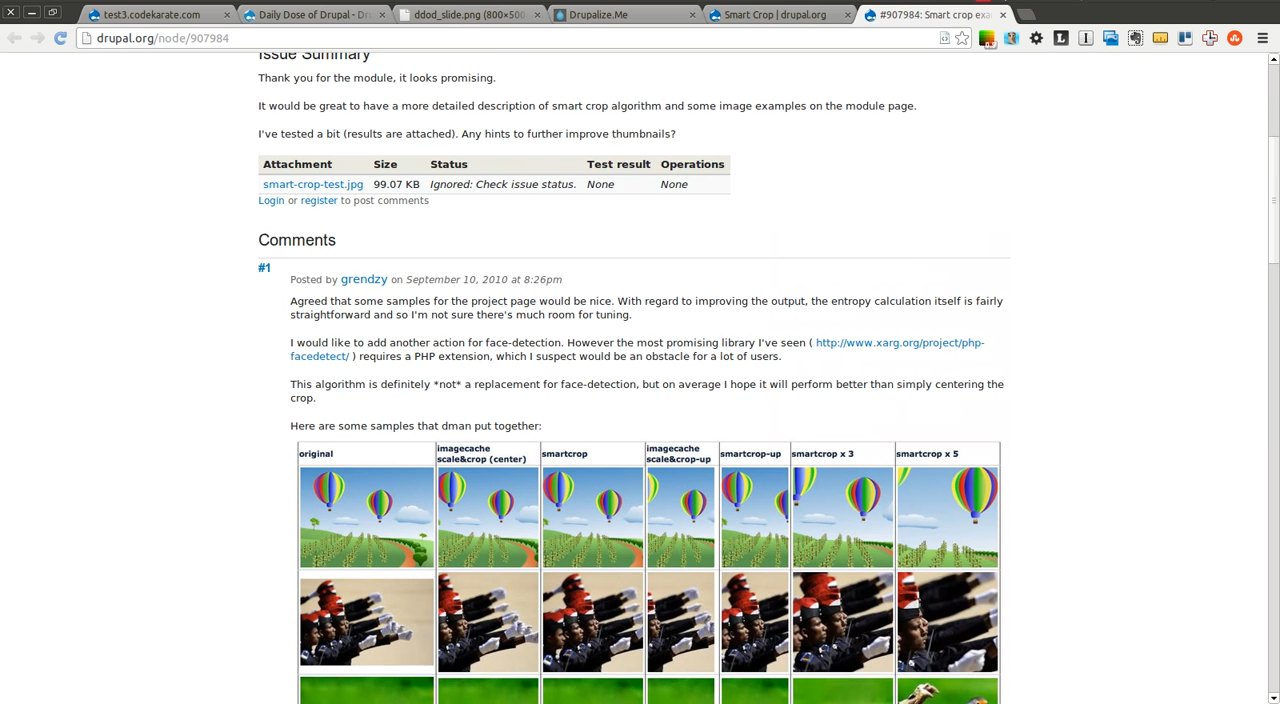 test3.codekarate.com
Daily Dose of Drupal - Dr
ddod_slide.png (800×500
Drupalize.Me
Smart Crop | drupal.org
#907984: Smart crop exa
drupal.org/node/907984
Issue Summary
Thank you for the module, it looks promising.
It would be great to have a more detailed description of smart crop algorithm and some image examples on the module page.
I've tested a bit (results are attached). Any hints to further improve thumbnails?
Attachment Size Status Test result Operations
smart-crop-test.jpg 99.07 KB Ignored: Check issue status. None None
Login or register to post comments
Comments
#1
Posted by grendzy on September 10, 2010 at 8:26pm
Agreed that some samples for the project page would be nice. With regard to improving the output, the entropy calculation itself is fairly
straightforward and so I'm not sure there's much room for tuning.
I would like to add another action for face-detection. However the most promising library I've seen ( http://www.xarg.org/project/php-
facedetect/ ) requires a PHP extension, which I suspect would be an obstacle for a lot of users.
This algorithm is definitely *not* a replacement for face-detection, but on average I hope it will perform better than simply centering the
crop.
Here are some samples that dman put together:
original
imagecache
scale&crop (center)
smartcrop
imagecache
scale&crop-up
smartcrop-up
smartcrop x 3
smartcrop x 5